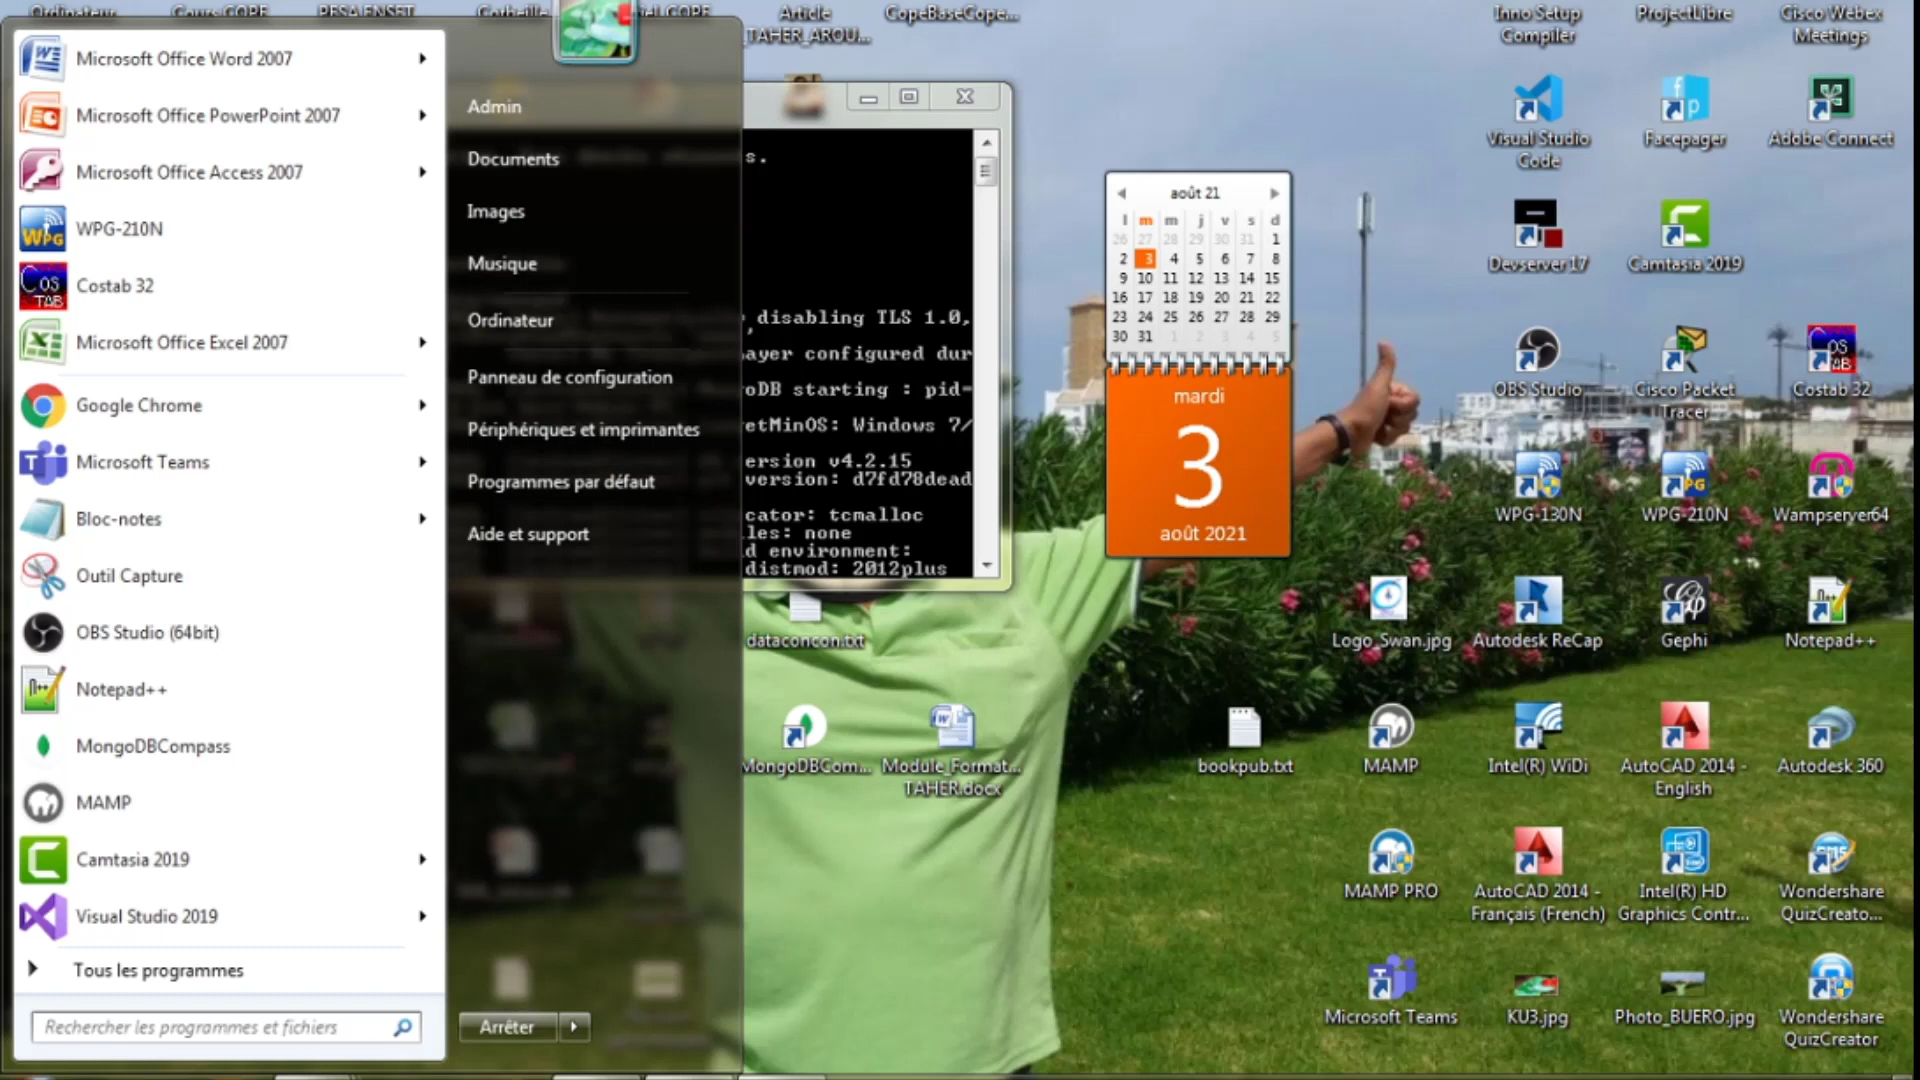 Microsoft Office Word 2007
Microsoft Office PowerPoint 2007
Microsoft Office Access 2007
WPG-210N
Costab 32
Microsoft Office Excel 2007
Google Chrome
Microsoft Teams
Bloc-notes
Outil Capture
OBS Studio (64bit)
Notepad++
MongoDBCompass
MAMP
Camtasia 2019
Visual Studio 2019
Tous les programmes
Rechercher les programmes et fichiers
Admin
Documents
Images
Musique
Ordinateur
Panneau de configuration
Périphériques et imprimantes
Programmes par défaut
Aide et support
Arrêter
Article
_TAHER_AROU...
CopeBaseCope...
s.
disabling TLS 1.0,
ayer configured dur
oDB starting : pid=
etMinOS: Windows 7/
ersion v4.2.15
version: d7fd78dead
cator: tcmalloc
les: none
d environment:
distmod: 2012plus
dataconcon.txt
MongoDBCom...
Module_Format...
TAHER.docx
août 21
l m m j v s d
26 27 28 29 30 31 1
2 3 4 5 6 7 8
9 10 11 12 13 14 15
16 17 18 19 20 21 22
23 24 25 26 27 28 29
30 31 1 2 3 4 5
mardi
3
août 2021
Inno Setup
Compiler
ProjectLibre
Cisco Webex
Meetings
Visual Studio
Code
Facepager
Adobe Connect
Devserver 17
Camtasia 2019
OBS Studio
Cisco Packet
Tracer
Costab 32
WPG-130N
WPG-210N
Wampserver64
Logo_Swan.jpg
Autodesk ReCap
Gephi
Notepad++
bookpub.txt
MAMP
Intel(R) WiDi
AutoCAD 2014 -
English
Autodesk 360
MAMP PRO
AutoCAD 2014 -
Français (French)
Intel(R) HD
Graphics Contr...
Wondershare
QuizCreato...
Microsoft Teams
KU3.jpg
Photo_BUERO.jpg
Wondershare
QuizCreator